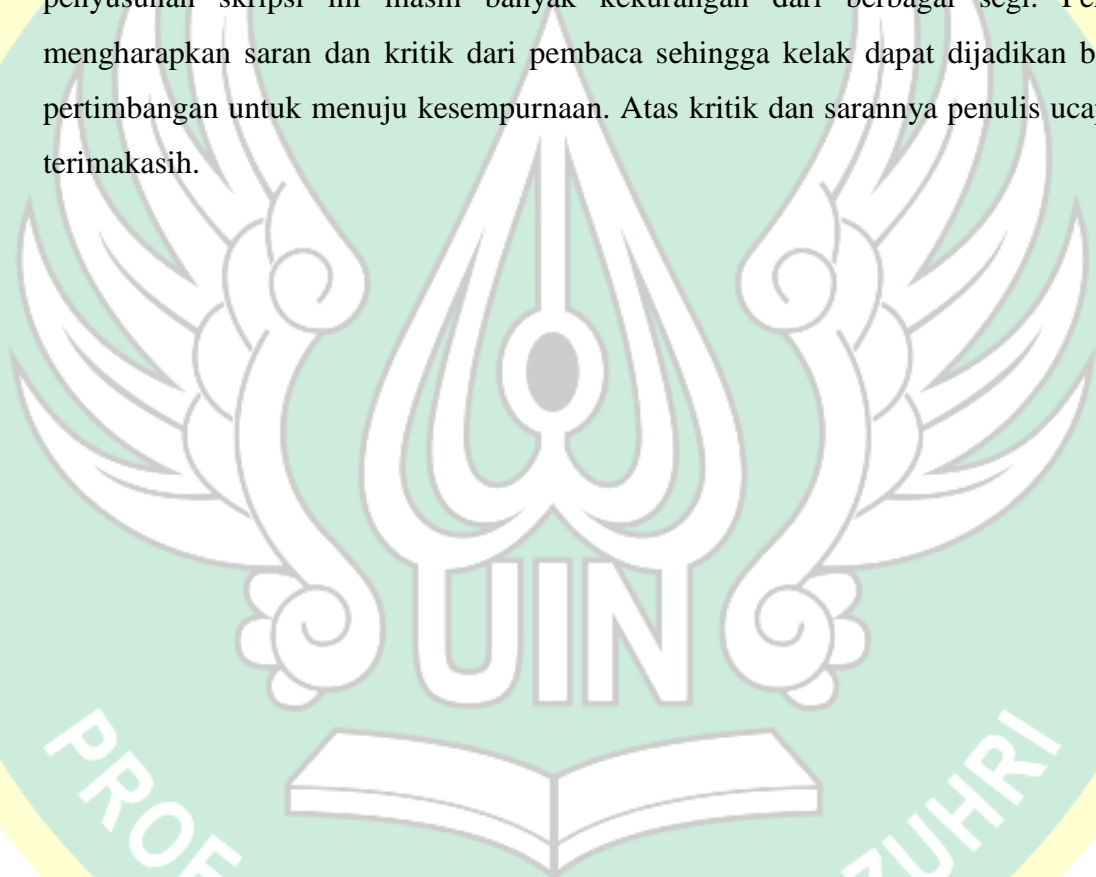 penyusunan skripsi ini masih banyak kekurangan dari berbagai segi.
mengharapkan saran dan kritik dari pembaca sehingga kelak dapat dijadikan
pertimbangan untuk menuju kesempurnaan. Atas kritik dan sarannya penulis
terimakasih.
UIN
ZUHRI